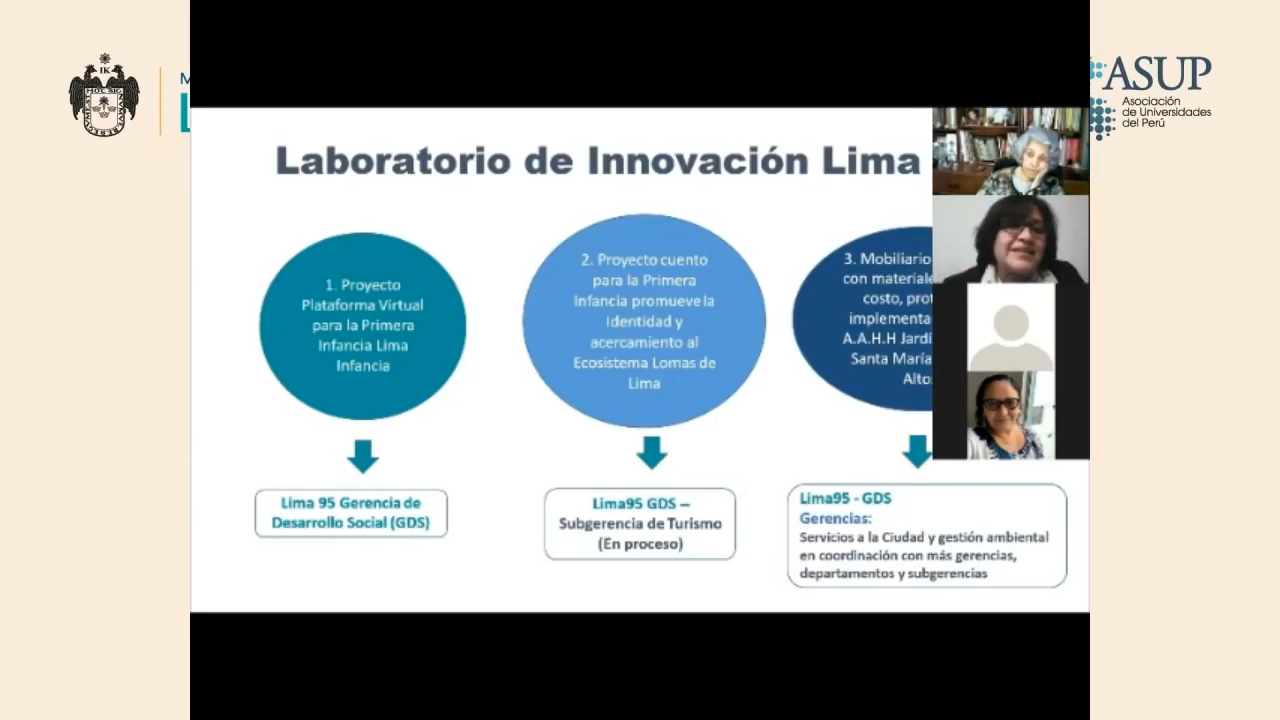 ASUP
Asociación
de Universidades
del Perú
Laboratorio de Innovación Lima
1. Proyecto
Plataforma Virtual
para la Primera
Infancia Lima
Infancia
2. Proyecto cuento
para la Primera
Infancia promueve la
Identidad y
acercamiento al
Ecosistema Lomas de
Lima
3. Mobiliario
con materiale
costo, prot
implementa
A.A.H.H Jardí
Santa María
Alto
Lima 95 Gerencia de
Desarrollo Social (GDS)
Lima95 GDS –
Subgerencia de Turismo
(En proceso)
Lima95 - GDS
Gerencias:
Servicios a la Ciudad y gestión ambiental
en coordinación con más gerencias,
departamentos y subgerencias